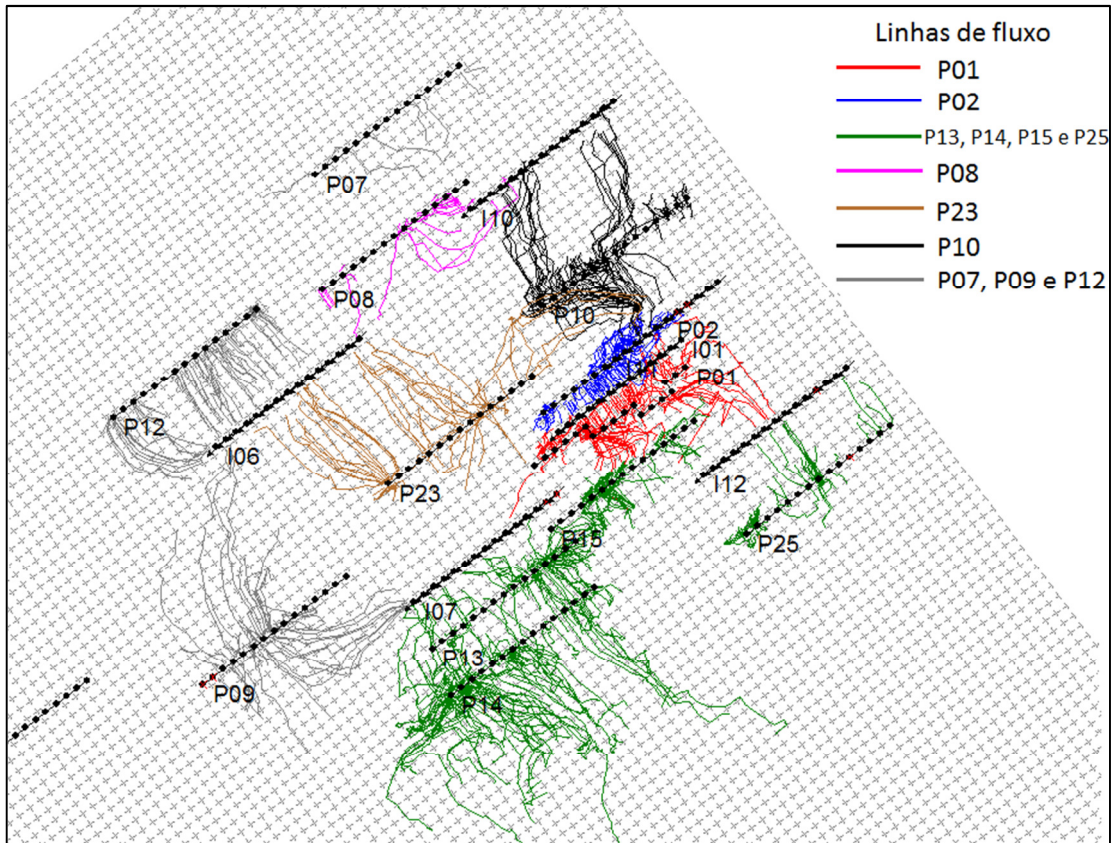 Linhas de fluxo
P01
P02
P13, P14, P15 e P25
P08
P23
P10
P07, P09 e P12
P07
I10
P08
P10
P02
I01
P01
P12
I06
P23
I12
P25
P15
I07
P13
P09
P14